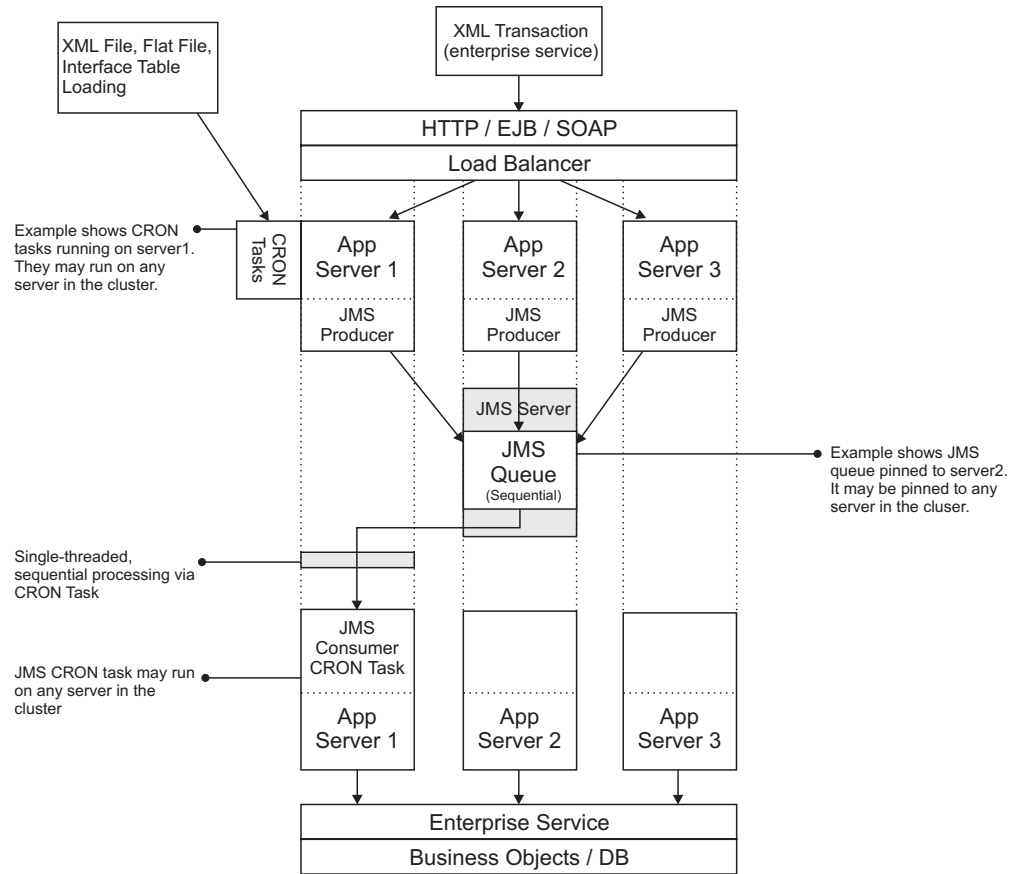 XML File, Flat File,
Interface Table
Loading
XML Transaction
(enterprise service)
HTTP / EJB / SOAP
Load Balancer
Example shows CRON
tasks running on server1.
They may run on any
server in the cluster.
CRON
Tasks
App
Server 1
App
Server 2
App
Server 3
JMS
Producer
JMS
Producer
JMS
Producer
JMS Server
JMS
Queue
(Sequential)
Example shows JMS
queue pinned to server2.
It may be pinned to any
server in the cluser.
Single-threaded,
sequential processing via
CRON Task
JMS
Consumer
CRON Task
JMS CRON task may run
on any server in the
cluster
App
Server 1
App
Server 2
App
Server 3
Enterprise Service
Business Objects / DB